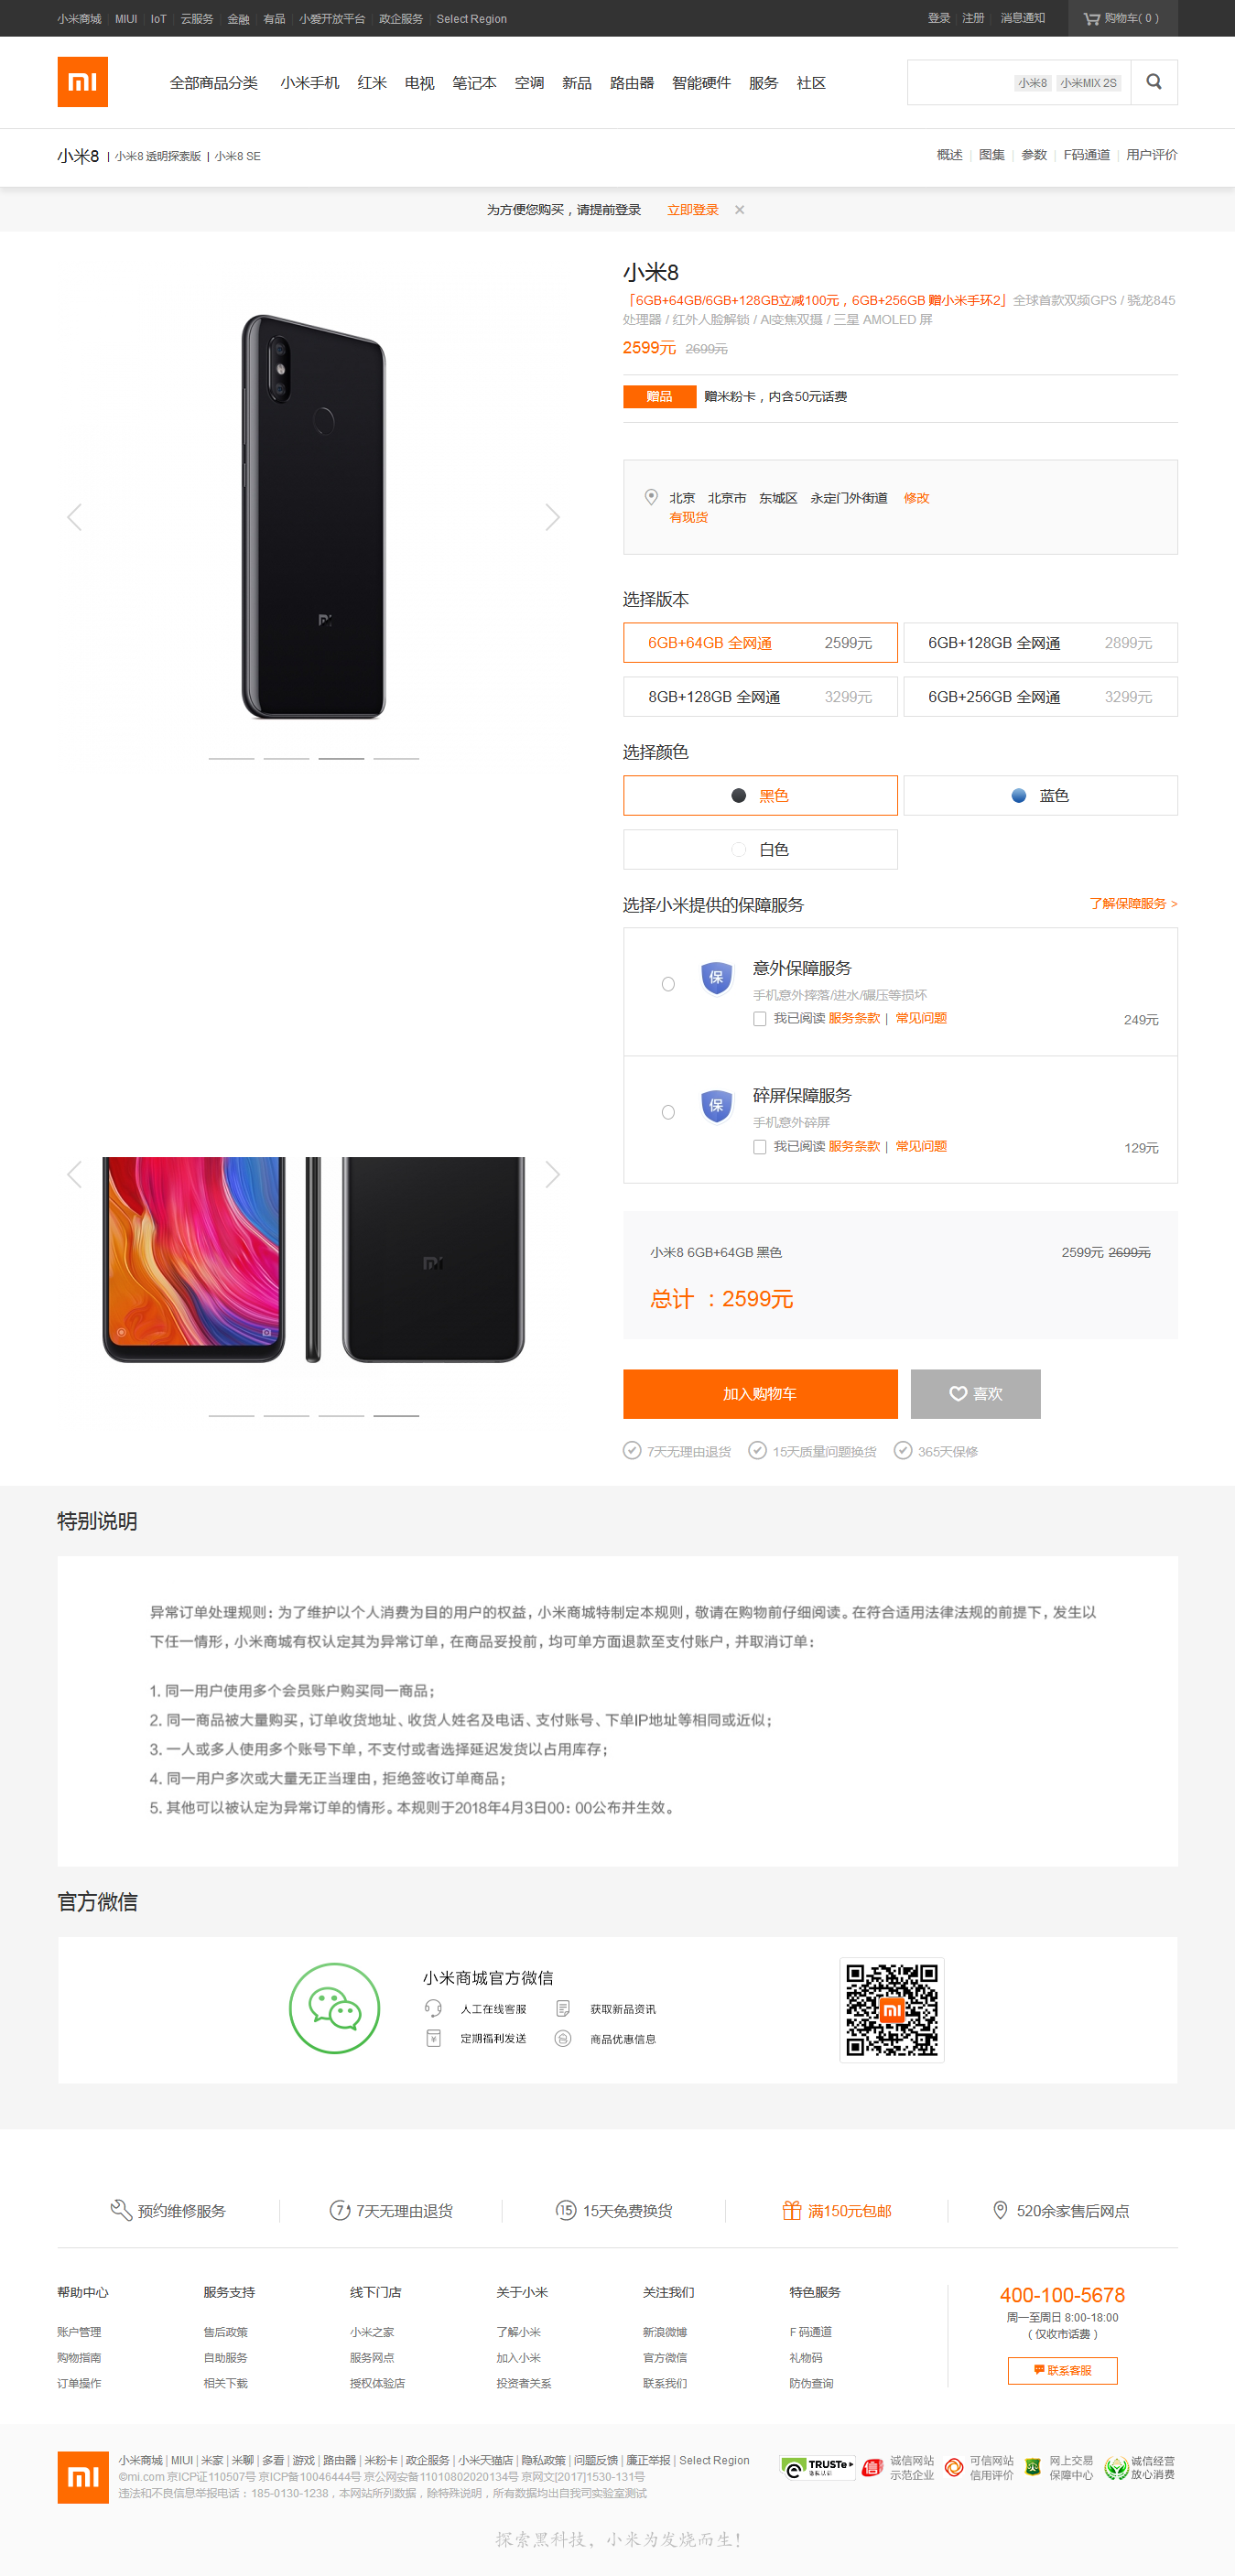 小米商城 | MIUI | IoT | 云服务 | 金融 | 有品 | 小爱开放平台 | 政企服务 | Select Region
登录 | 注册 | 消息通知
购物车( 0 )
全部商品分类 小米手机 红米 电视 笔记本 空调 新品 路由器 智能硬件 服务 社区
小米8 小米MIX 2S
小米8 | 小米8 透明探索版 | 小米8 SE
概述 | 图集 | 参数 | F码通道 | 用户评价
为方便您购买，请提前登录 立即登录 ×
小米8
「6GB+64GB/6GB+128GB立减100元，6GB+256GB 赠小米手环2」全球首款双频GPS / 骁龙845
处理器 / 红外人脸解锁 / AI变焦双摄 / 三星 AMOLED 屏
2599元 2699元
赠品 赠米粉卡，内含50元话费
北京 北京市 东城区 永定门外街道 修改
有现货
选择版本
6GB+64GB 全网通 2599元
6GB+128GB 全网通 2899元
8GB+128GB 全网通 3299元
6GB+256GB 全网通 3299元
选择颜色
黑色
蓝色
白色
选择小米提供的保障服务
了解保障服务 >
保
意外保障服务
手机意外摔落/进水/碾压等损坏
我已阅读 服务条款 | 常见问题
249元
保
碎屏保障服务
手机意外碎屏
我已阅读 服务条款 | 常见问题
129元
小米8 6GB+64GB 黑色
2599元 2699元
总计 ：2599元
加入购物车
喜欢
7天无理由退货 15天质量问题换货 365天保修
特别说明
异常订单处理规则：为了维护以个人消费为目的用户的权益，小米商城特制定本规则，敬请在购物前仔细阅读。在符合适用法律法规的前提下，发生以
下任一情形，小米商城有权认定其为异常订单，在商品妥投前，均可单方面退款至支付账户，并取消订单：
1. 同一用户使用多个会员账户购买同一商品；
2. 同一商品被大量购买，订单收货地址、收货人姓名及电话、支付账号、下单IP地址等相同或近似；
3. 一人或多人使用多个账号下单，不支付或者选择延迟发货以占用库存；
4. 同一用户多次或大量无正当理由，拒绝签收订单商品；
5. 其他可以被认定为异常订单的情形。本规则于2018年4月3日00：00公布并生效。
官方微信
小米商城官方微信
人工在线客服 获取新品资讯
定期福利发送 商品优惠信息
预约维修服务
7天无理由退货
15天免费换货
满150元包邮
520余家售后网点
帮助中心
账户管理
购物指南
订单操作
服务支持
售后政策
自助服务
相关下载
线下门店
小米之家
服务网点
授权体验店
关于小米
了解小米
加入小米
投资者关系
关注我们
新浪微博
官方微信
联系我们
特色服务
F 码通道
礼物码
防伪查询
400-100-5678
周一至周日 8:00-18:00
（仅收市话费）
联系客服
小米商城 | MIUI | 米家 | 米聊 | 多看 | 游戏 | 路由器 | 米粉卡 | 政企服务 | 小米天猫店 | 隐私政策 | 问题反馈 | 廉正举报 | Select Region
©mi.com 京ICP证110507号 京ICP备10046444号 京公网安备11010802020134号 京网文[2017]1530-131号
违法和不良信息举报电话：185-0130-1238，本网站所列数据，除特殊说明，所有数据均出自我司实验室测试
TRUSTe
诚信网站
示范企业
可信网站
信用评价
网上交易
保障中心
诚信经营
放心消费
探索黑科技，小米为发烧而生！